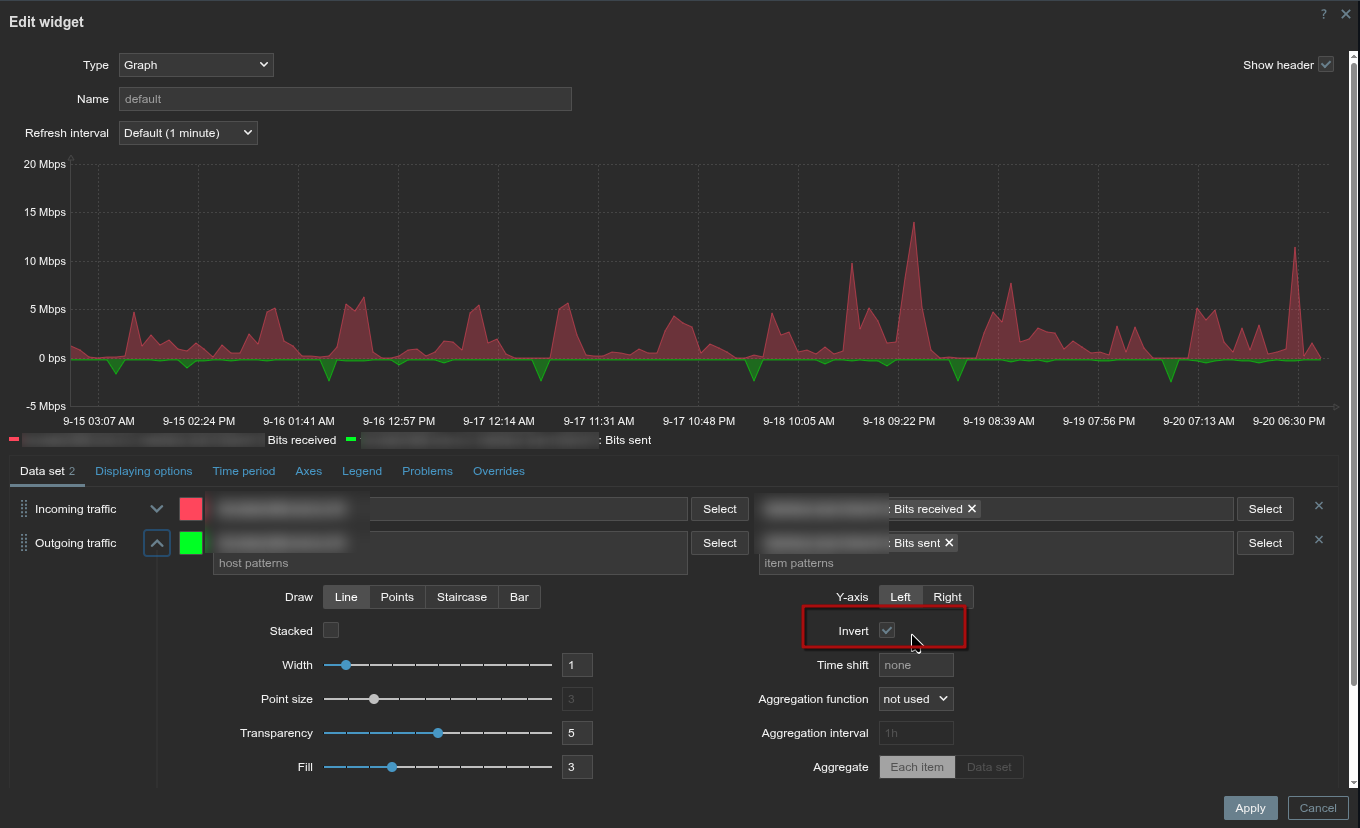 Edit widget ? ✕
Type Graph Show header
Name default
Refresh interval Default (1 minute)
20 Mbps
15 Mbps
10 Mbps
5 Mbps
0 bps
-5 Mbps
9-15 03:07 AM 9-15 02:24 PM 9-16 01:41 AM 9-16 12:57 PM 9-17 12:14 AM 9-17 11:31 AM 9-17 10:48 PM 9-18 10:05 AM 9-18 09:22 PM 9-19 08:39 AM 9-19 07:56 PM 9-20 07:13 AM 9-20 06:30 PM
Bits received : Bits sent
Data set 2 Displaying options Time period Axes Legend Problems Overrides
Incoming traffic Select : Bits received ✕ Select ✕
Outgoing traffic Select : Bits sent ✕ Select ✕
host patterns item patterns
Draw Line Points Staircase Bar Y-axis Left Right
Stacked Invert
Width 1 Time shift none
Point size 3 Aggregation function not used
Transparency 5 Aggregation interval 1h
Fill 3 Aggregate Each item Data set
Apply Cancel